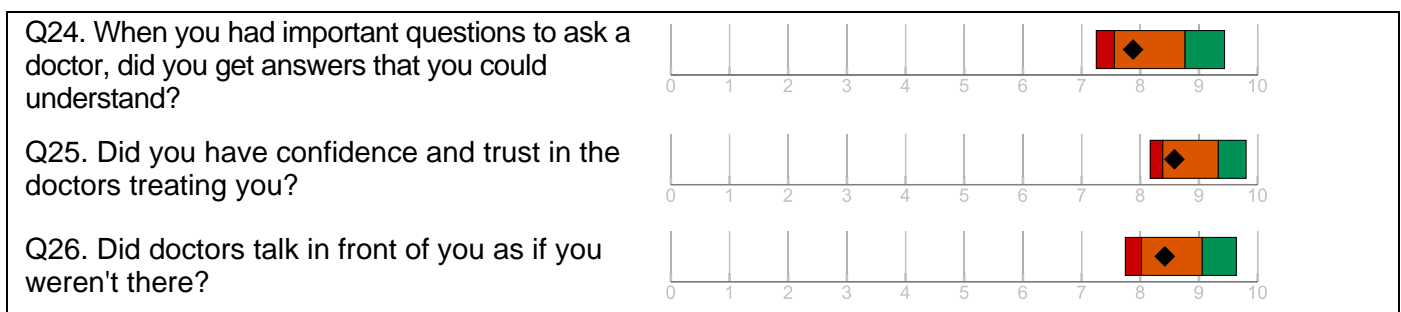 Q24. When you had important questions to ask a
doctor, did you get answers that you could
understand?
0 1 2 3 4 5 6 7 8 9 10
Q25. Did you have confidence and trust in the
doctors treating you?
0 1 2 3 4 5 6 7 8 9 10
Q26. Did doctors talk in front of you as if you
weren't there?
0 1 2 3 4 5 6 7 8 9 10